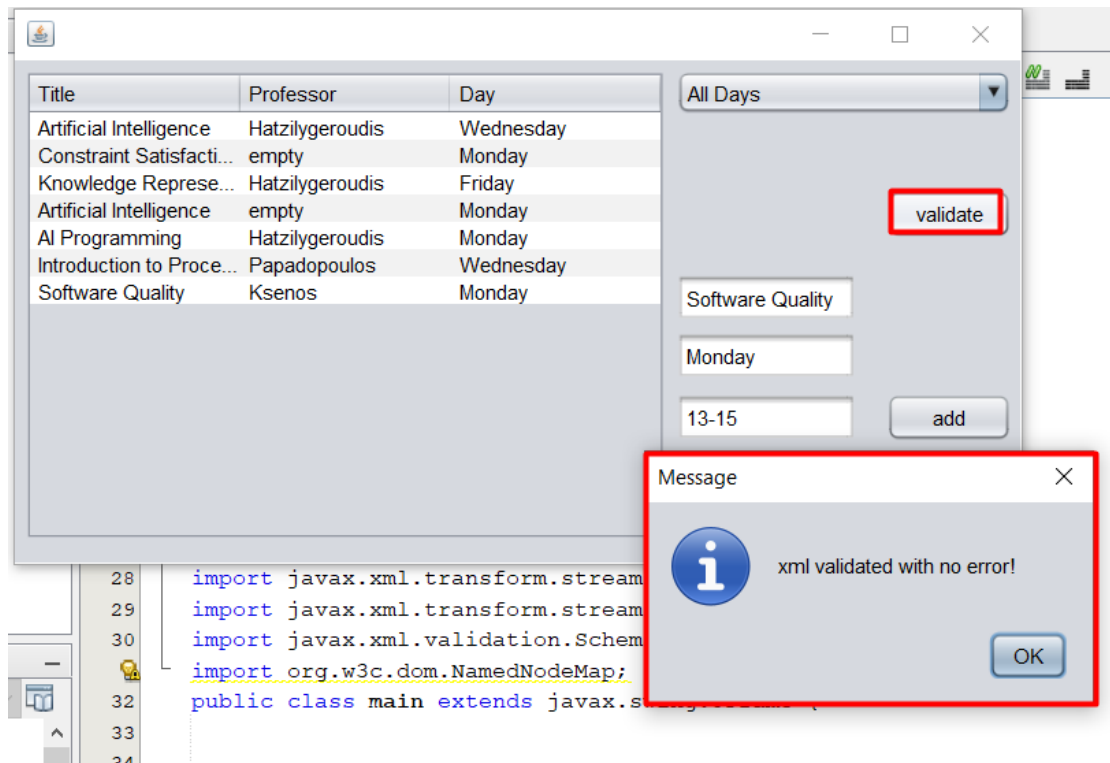 Title Professor Day
Artificial Intelligence Hatzilygeroudis Wednesday
Constraint Satisfacti... empty Monday
Knowledge Represe... Hatzilygeroudis Friday
Artificial Intelligence empty Monday
AI Programming Hatzilygeroudis Monday
Introduction to Proce... Papadopoulos Wednesday
Software Quality Ksenos Monday
All Days
validate
Software Quality
Monday
13-15
add
Message
xml validated with no error!
OK
28 import javax.xml.transform.stream
29 import javax.xml.transform.stream
30 import javax.xml.validation.Schem
import org.w3c.dom.NamedNodeMap;
32 public class main extends javax.s
33
34